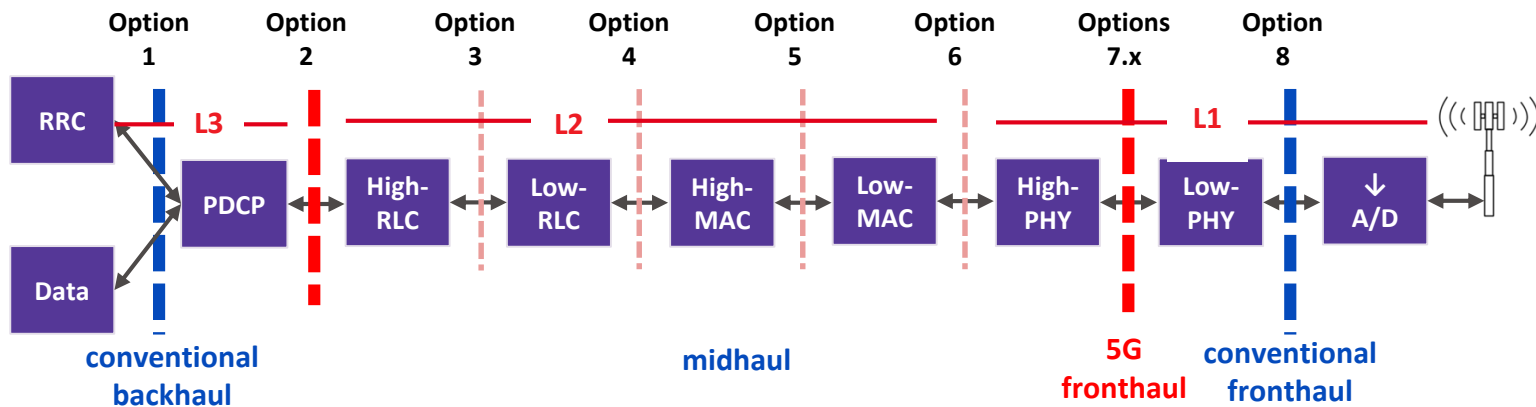 Option
1
Option
2
Option
3
Option
4
Option
5
Option
6
Options
7.x
Option
8
RRC
L3
L2
L1
PDCP
High-
RLC
Low-
RLC
High-
MAC
Low-
MAC
High-
PHY
Low-
PHY
↓
A/D
Data
conventional
backhaul
midhaul
5G
fronthaul
conventional
fronthaul